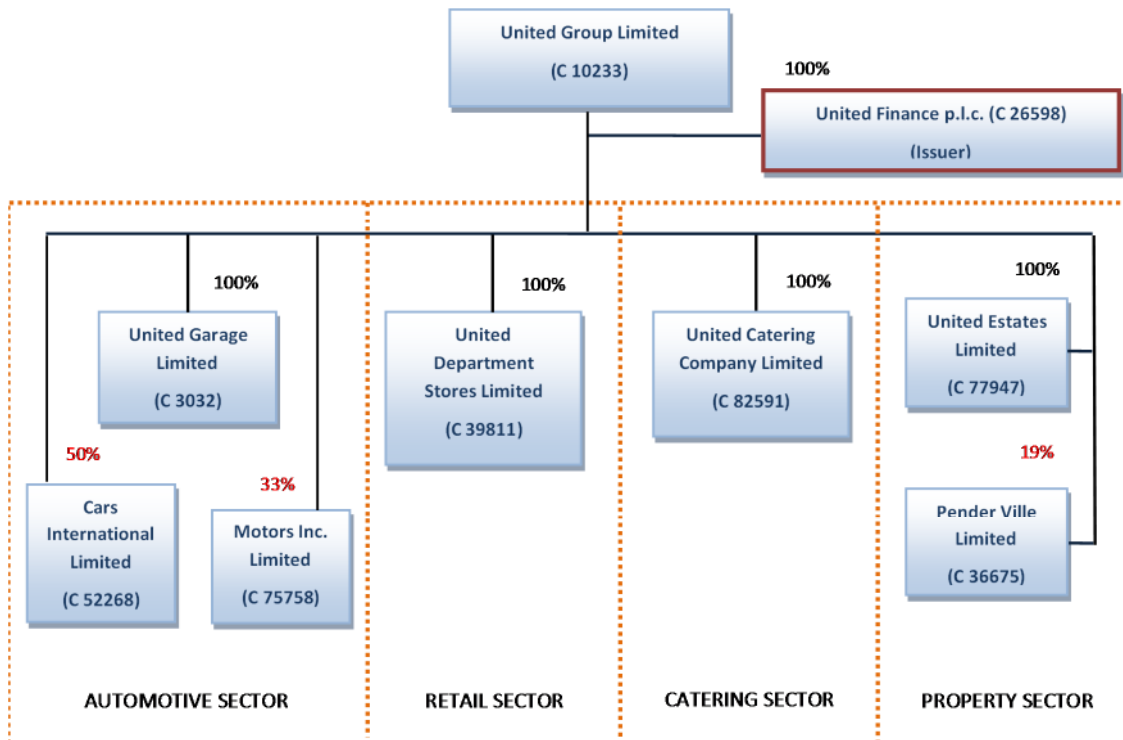 United Group Limited
(C 10233)
100%
United Finance p.l.c. (C 26598)
(Issuer)
100%
United Garage
Limited
(C 3032)
50%
Cars
International
Limited
(C 52268)
33%
Motors Inc.
Limited
(C 75758)
100%
United
Department
Stores Limited
(C 39811)
100%
United Catering
Company Limited
(C 82591)
100%
United Estates
Limited
(C 77947)
19%
Pender Ville
Limited
(C 36675)
AUTOMOTIVE SECTOR
RETAIL SECTOR
CATERING SECTOR
PROPERTY SECTOR